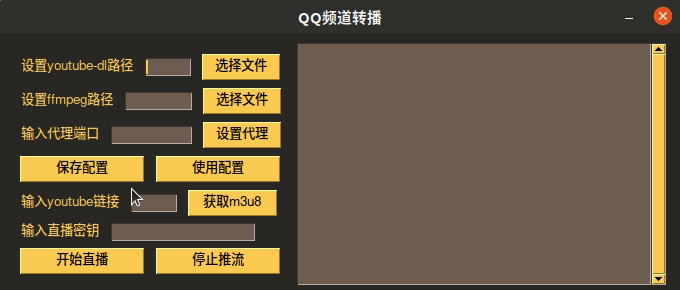 QQ频道转播
设置youtube-dl路径 选择文件
设置ffmpeg路径 选择文件
输入代理端口 设置代理
保存配置 使用配置
输入youtube链接 获取m3u8
输入直播密钥
开始直播 停止推流